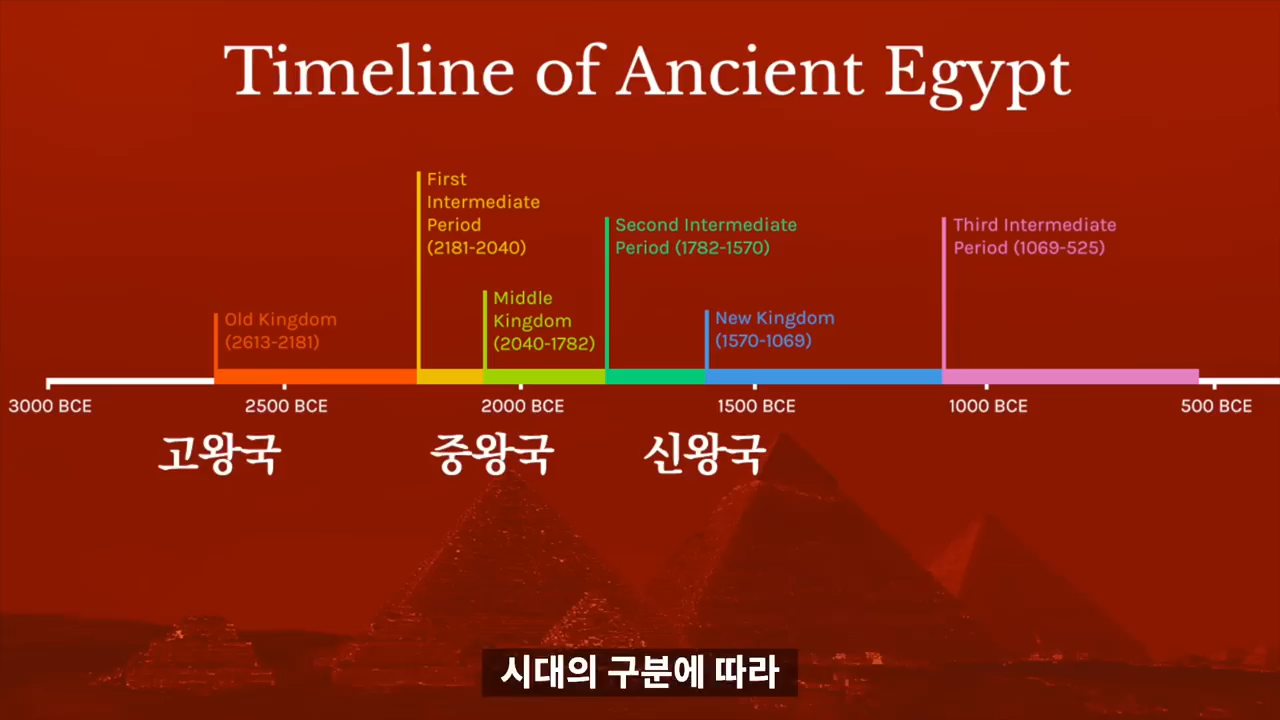 Timeline of Ancient Egypt
First
Intermediate
Period
(2181-2040)
Second Intermediate
Period (1782-1570)
Third Intermediate
Period (1069-525)
Middle
Kingdom
(2040-1782)
Old Kingdom
(2613-2181)
New Kingdom
(1570-1069)
3000 BCE
2500 BCE
2000 BCE
1500 BCE
1000 BCE
500 BCE
고왕국
중왕국
신왕국
시대의 구분에 따라